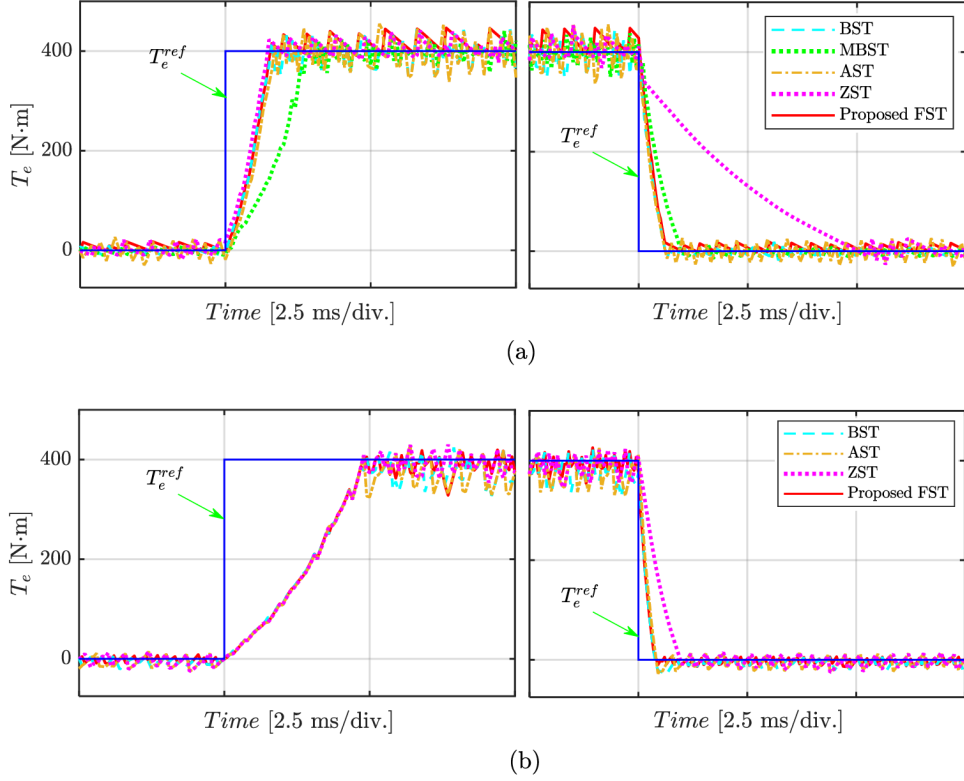 400
200
0
T_e [N·m]
T_e^{ref}
T_e^{ref}
BST
MBST
AST
ZST
Proposed FST
Time [2.5 ms/div.]
Time [2.5 ms/div.]
(a)
400
200
0
T_e [N·m]
T_e^{ref}
T_e^{ref}
BST
AST
ZST
Proposed FST
Time [2.5 ms/div.]
Time [2.5 ms/div.]
(b)